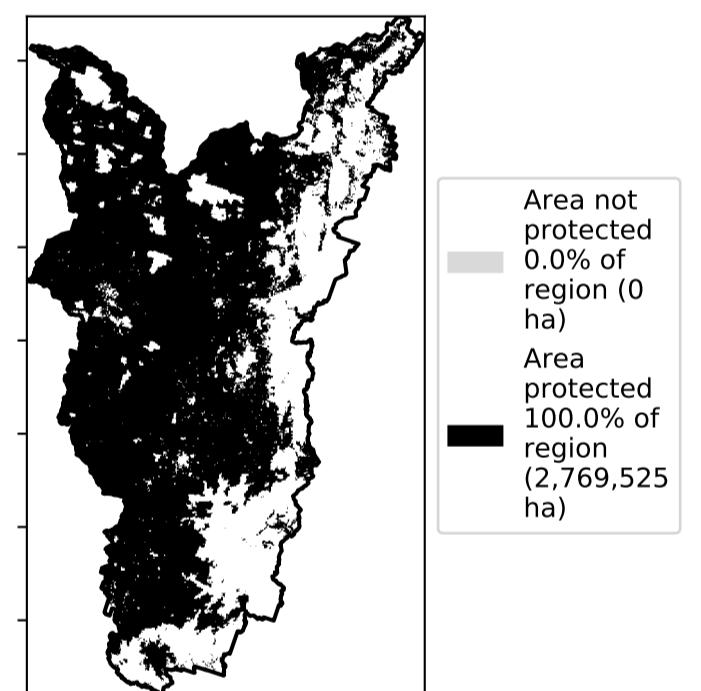 Area not
protected
0.0% of
region (0
ha)
Area
protected
100.0% of
region
(2,769,525
ha)